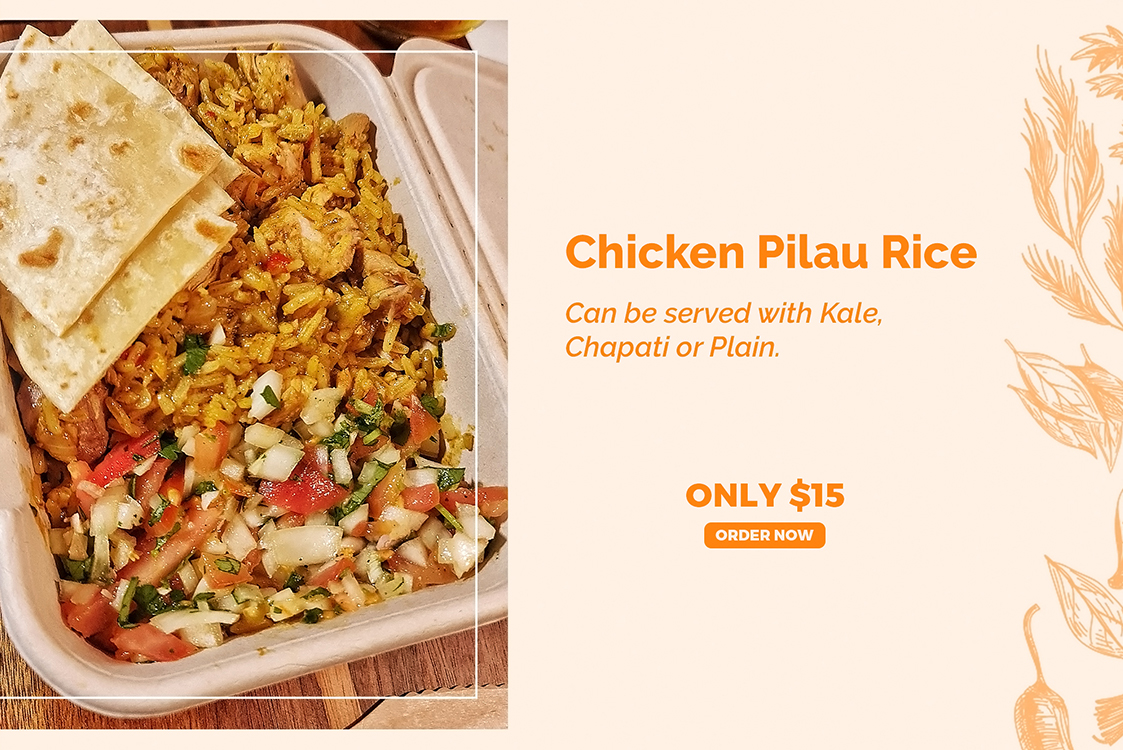 Chicken Pilau Rice
Can be served with Kale,
Chapati or Plain.
ONLY $15
ORDER NOW